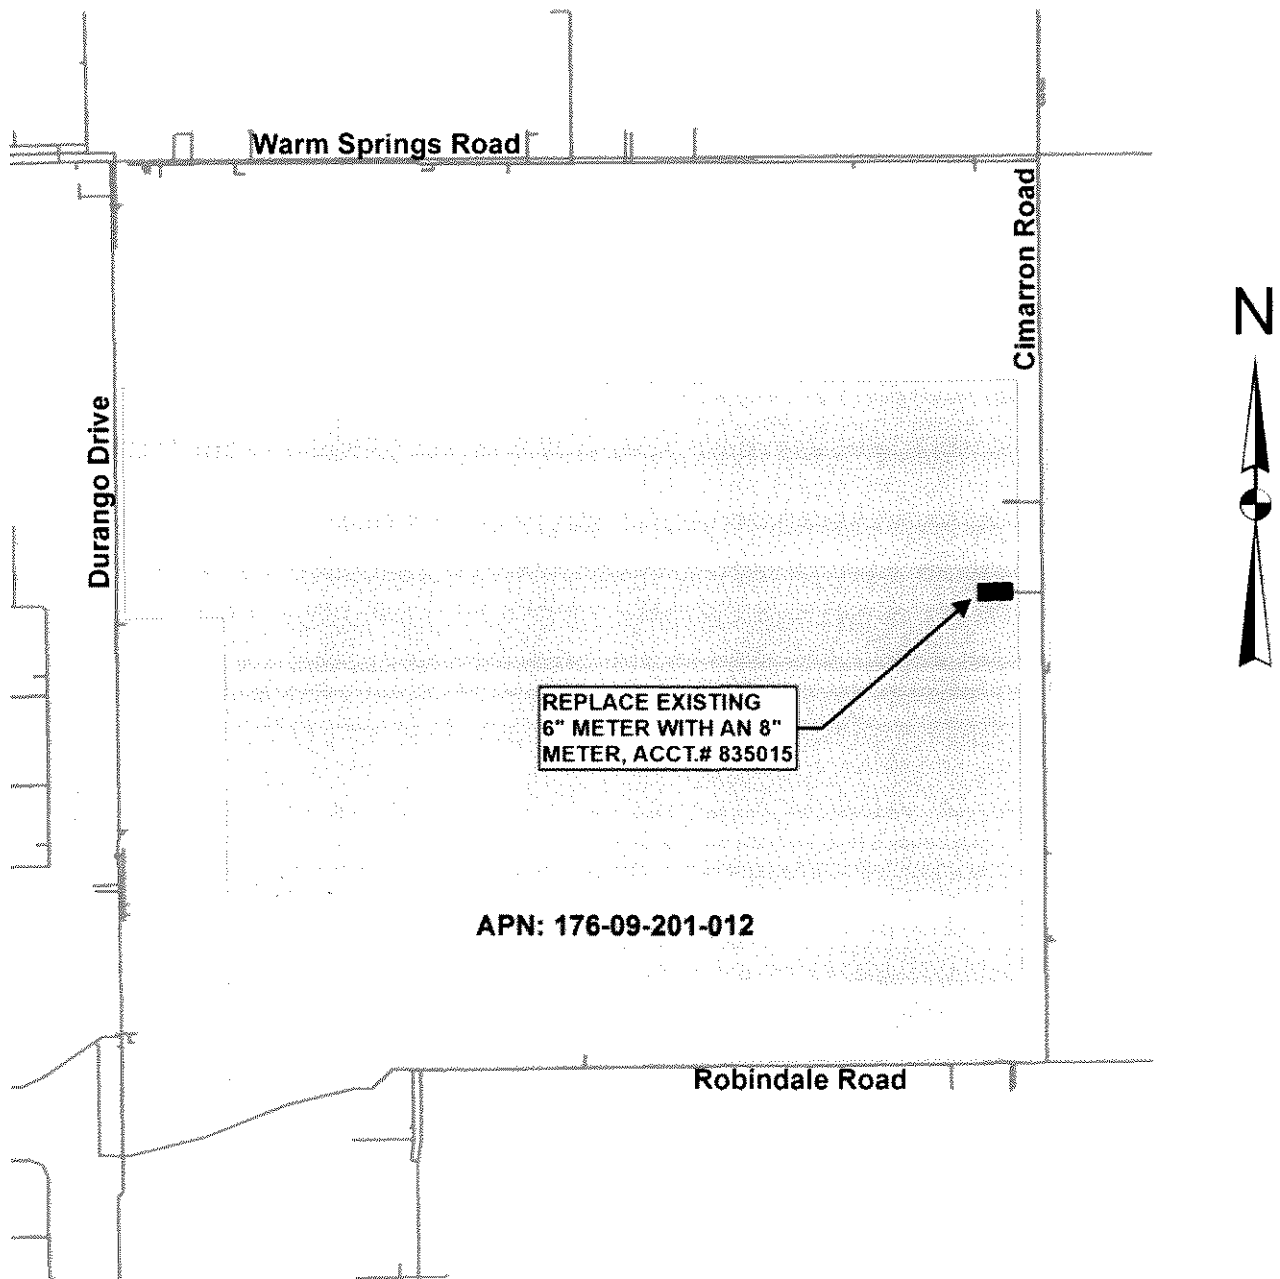 Warm Springs Road
Cimarron Road
N
Durango Drive
REPLACE EXISTING
6" METER WITH AN 8"
METER, ACCT.# 835015
APN: 176-09-201-012
Robindale Road